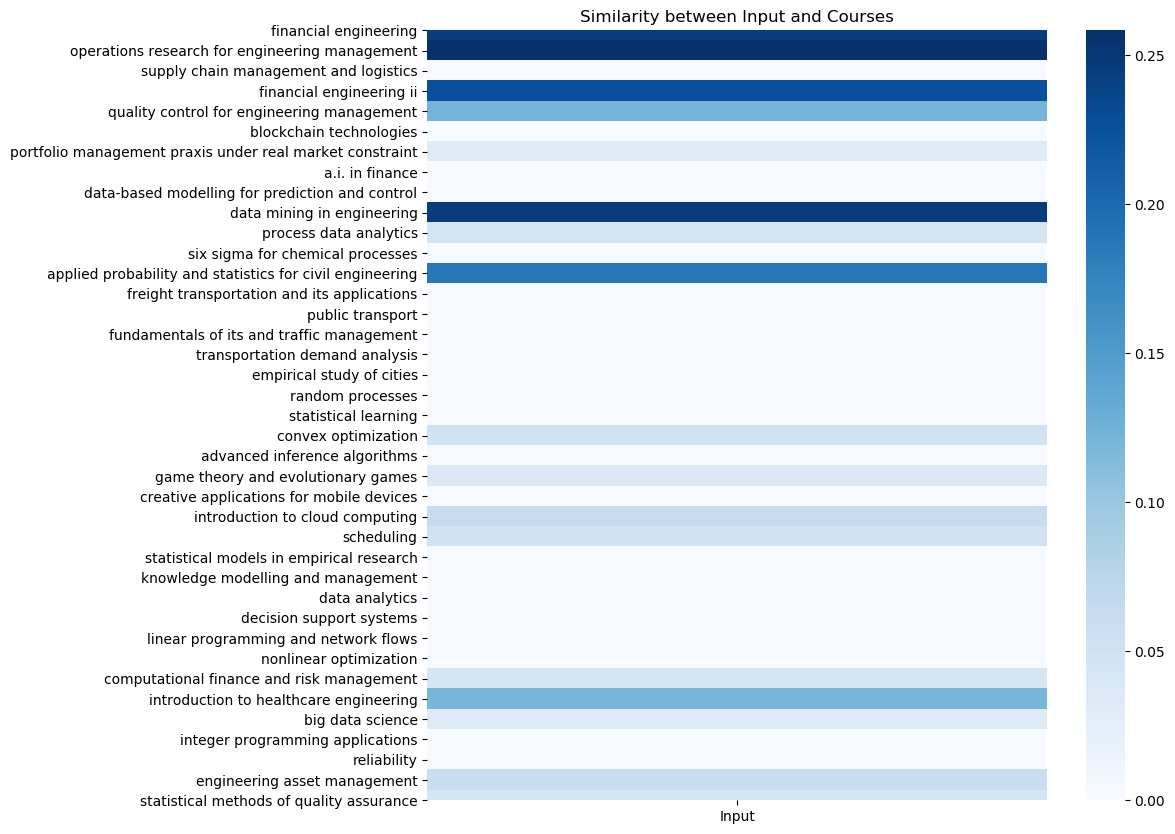 Similarity between Input and Courses
financial engineering
operations research for engineering management
supply chain management and logistics
financial engineering ii
quality control for engineering management
blockchain technologies
portfolio management praxis under real market constraint
a.i. in finance
data-based modelling for prediction and control
data mining in engineering
process data analytics
six sigma for chemical processes
applied probability and statistics for civil engineering
freight transportation and its applications
public transport
fundamentals of its and traffic management
transportation demand analysis
empirical study of cities
random processes
statistical learning
convex optimization
advanced inference algorithms
game theory and evolutionary games
creative applications for mobile devices
introduction to cloud computing
scheduling
statistical models in empirical research
knowledge modelling and management
data analytics
decision support systems
linear programming and network flows
nonlinear optimization
computational finance and risk management
introduction to healthcare engineering
big data science
integer programming applications
reliability
engineering asset management
statistical methods of quality assurance
Input
0.25
0.20
0.15
0.10
0.05
0.00